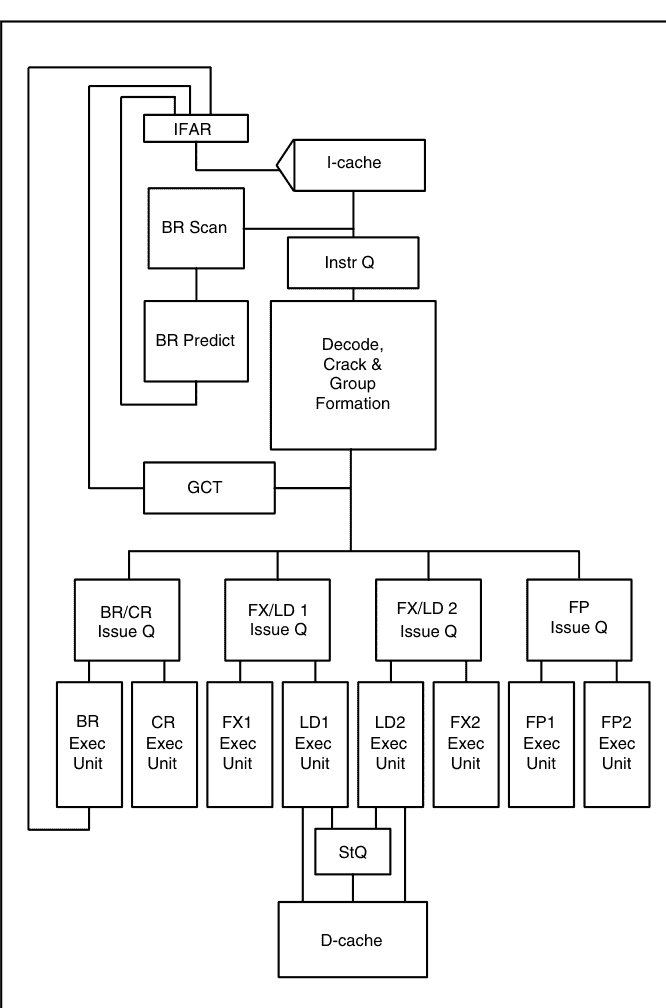 IFAR
I-cache
BR Scan
Instr Q
BR Predict
Decode,
Crack &
Group
Formation
GCT
BR/CR
Issue Q
FX/LD 1
Issue Q
FX/LD 2
Issue Q
FP
Issue Q
BR
Exec
Unit
CR
Exec
Unit
FX1
Exec
Unit
LD1
Exec
Unit
LD2
Exec
Unit
FX2
Exec
Unit
FP1
Exec
Unit
FP2
Exec
Unit
StQ
D-cache